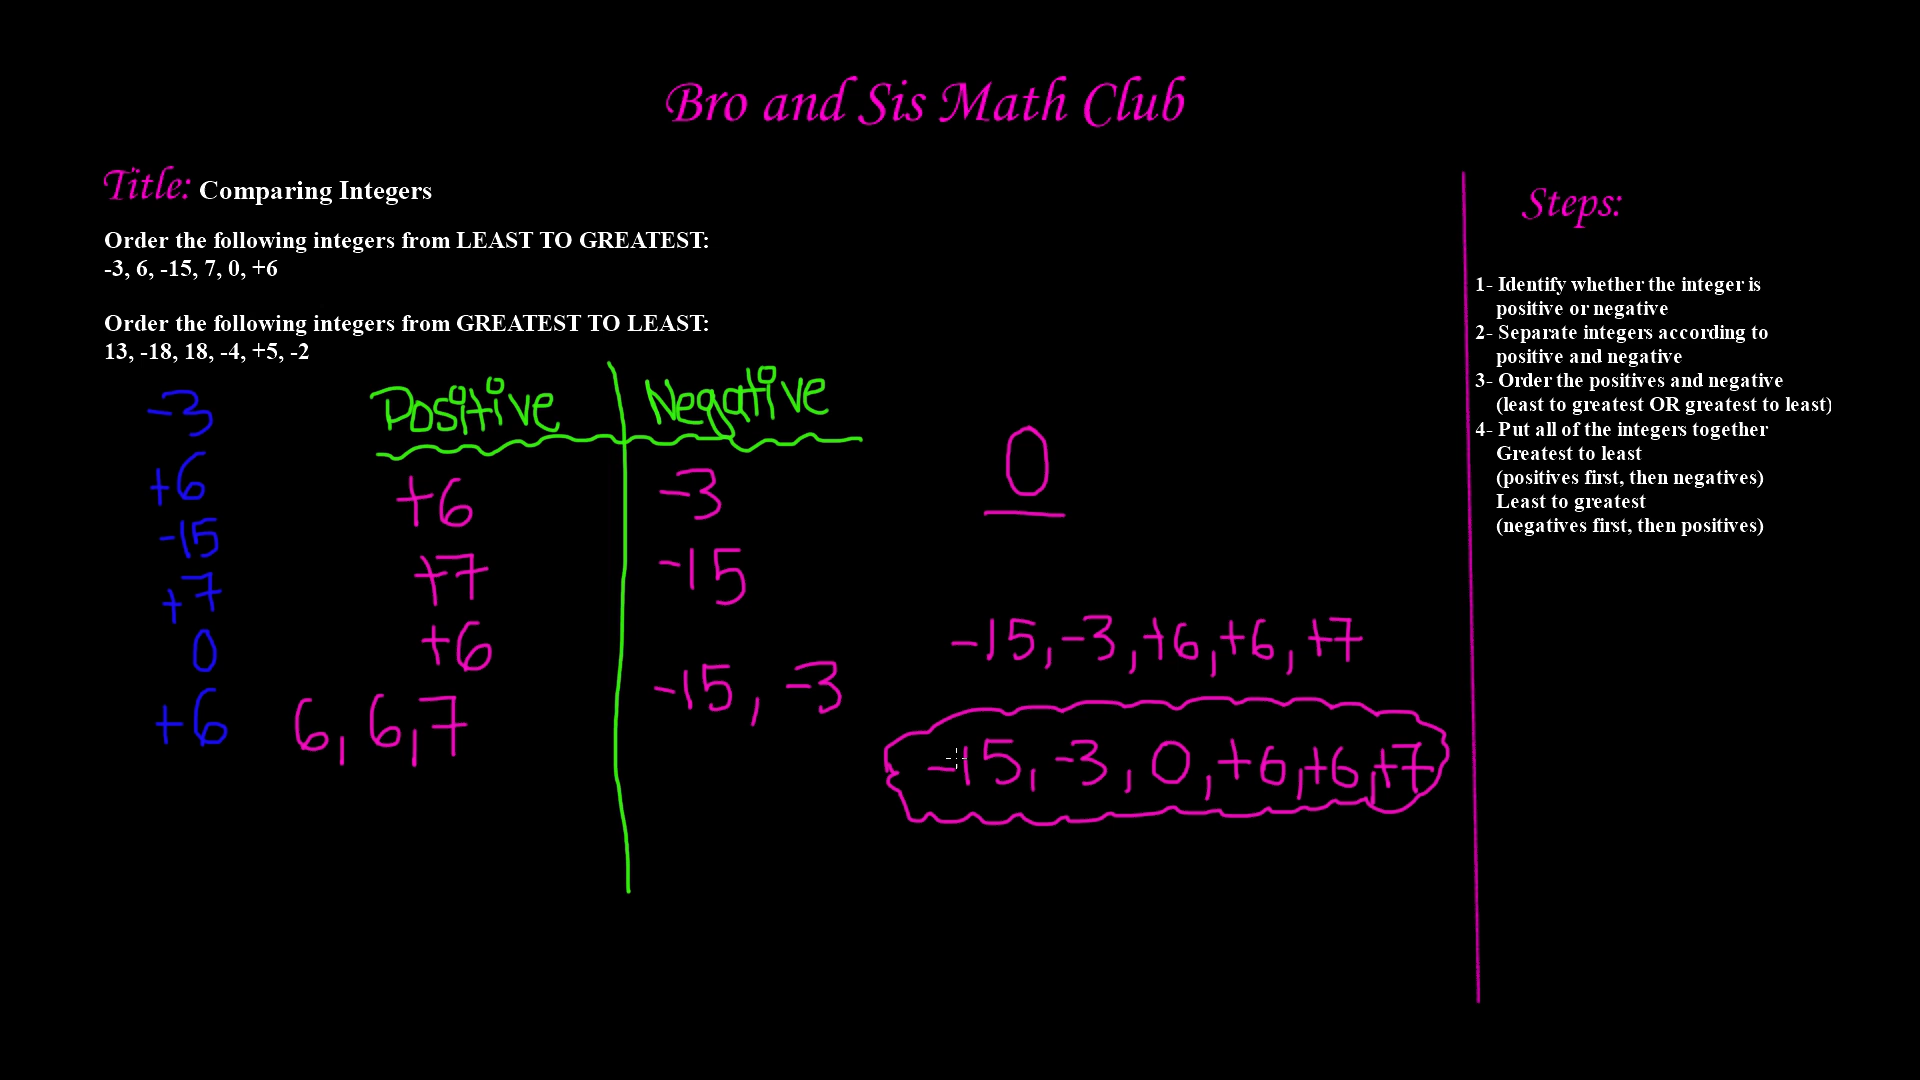 Bro and Sis Math Club
Title: Comparing Integers
Order the following integers from LEAST TO GREATEST:
-3, 6, -15, 7, 0, +6
Order the following integers from GREATEST TO LEAST:
13, -18, 18, -4, +5, -2
-3
+6
-15
+7
0
+6
Positive
+6
+7
+6
6, 6, 7
Negative
-3
-15
-15, -3
0
-15, -3, +6, +6, +7
-15, -3, 0, +6, +6, +7
Steps:
1- Identify whether the integer is
positive or negative
2- Separate integers according to
positive and negative
3- Order the positives and negative
(least to greatest OR greatest to least)
4- Put all of the integers together
Greatest to least
(positives first, then negatives)
Least to greatest
(negatives first, then positives)